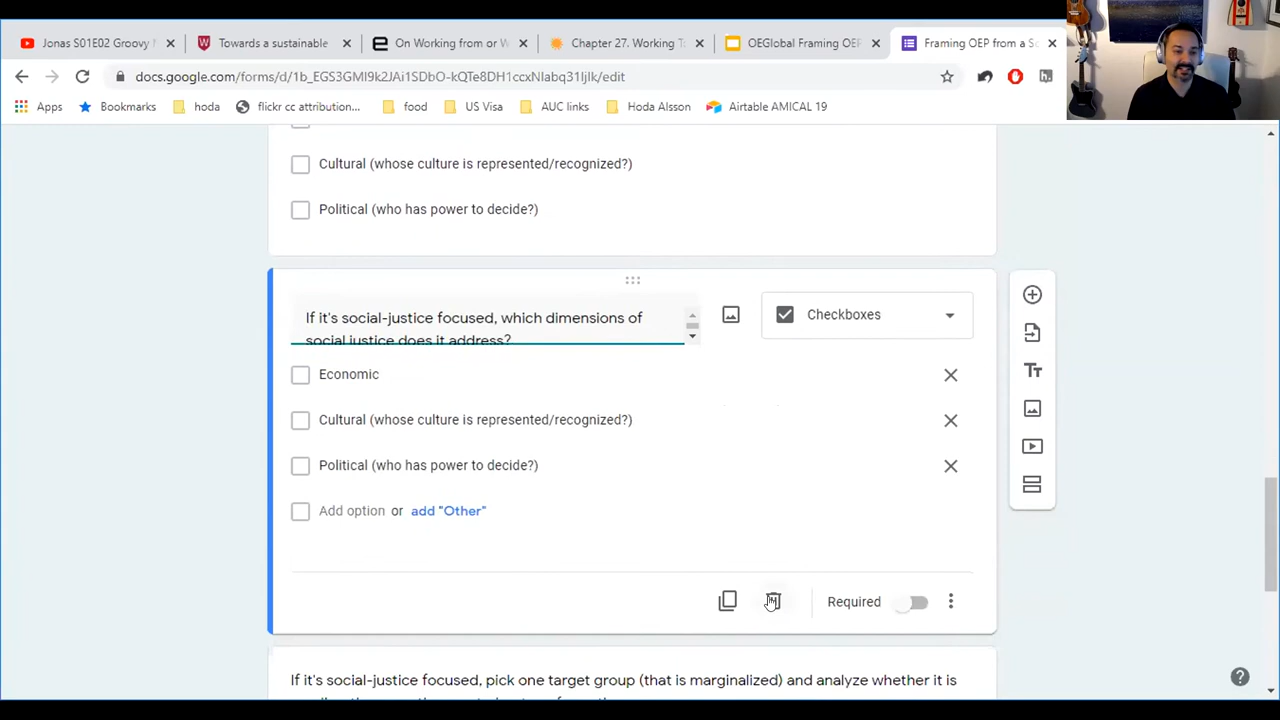 Jonas S01E02 Groovy
Towards a sustainable
On Working from or W
Chapter 27. Working T
OEGlobal Framing OEP
Framing OEP from a S
docs.google.com/forms/d/1b_EGS3GMI9k2JAi1SDbO-kQTe8DH1ccxNIabq31IjIk/edit
Apps
Bookmarks
hoda
flickr cc attribution...
food
US Visa
AUC links
Hoda Alsson
Airtable AMICAL 19
Cultural (whose culture is represented/recognized?)
Political (who has power to decide?)
If it's social-justice focused, which dimensions of
social justice does it address?
Checkboxes
Economic
Cultural (whose culture is represented/recognized?)
Political (who has power to decide?)
Add option or add "Other"
Required
If it's social-justice focused, pick one target group (that is marginalized) and analyze whether it is